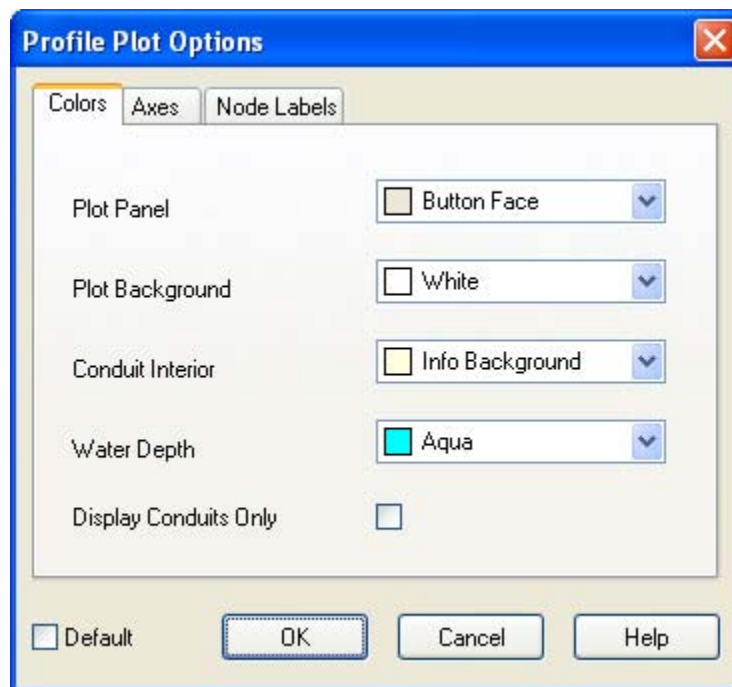 Profile Plot Options
Colors Axes Node Labels
Plot Panel Button Face
Plot Background White
Conduit Interior Info Background
Water Depth Aqua
Display Conduits Only
Default OK Cancel Help